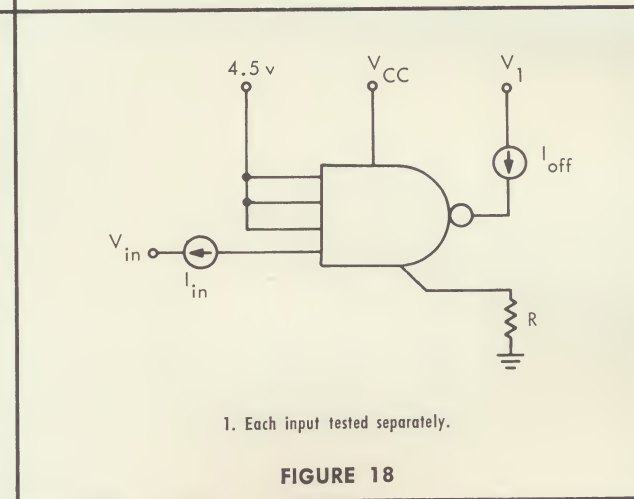 4.5 v
V CC
V 1
I off
V in
I in
R
1. Each input tested separately.
FIGURE 18